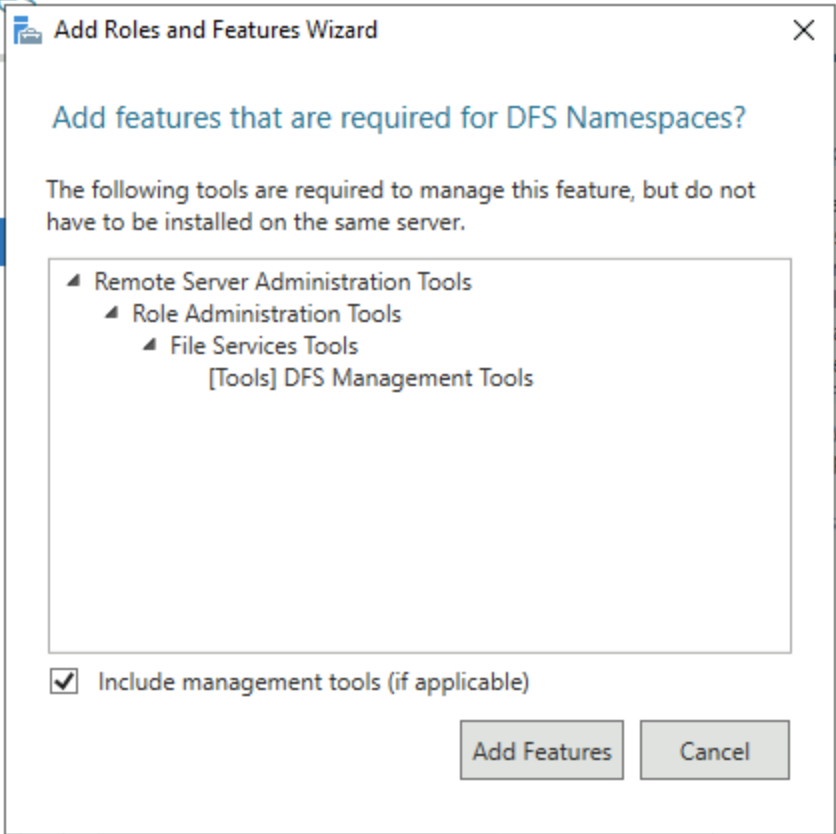 Add Roles and Features Wizard
Add features that are required for DFS Namespaces?
The following tools are required to manage this feature, but do not
have to be installed on the same server.
Remote Server Administration Tools
Role Administration Tools
File Services Tools
[Tools] DFS Management Tools
Include management tools (if applicable)
Add Features
Cancel